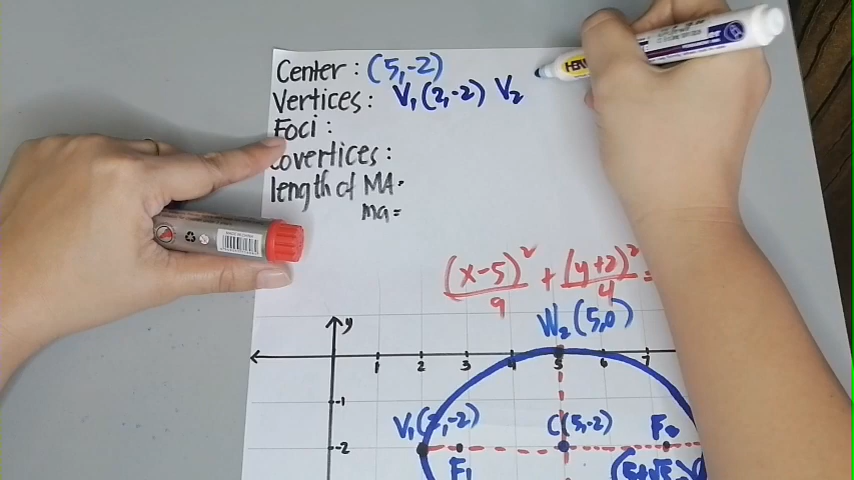 Center: (5,-2)
Vertices: V₁(2,-2) V₂
Foci:
Covertices:
length of MA=
ma=
(x-5)²/9 + (y+2)²/4 =
W₂(5,0)
y
1 2 3 4 5 6 7
-1
V₁(2,-2) C(5,-2) F₂
-2
F₁ (5+√5,